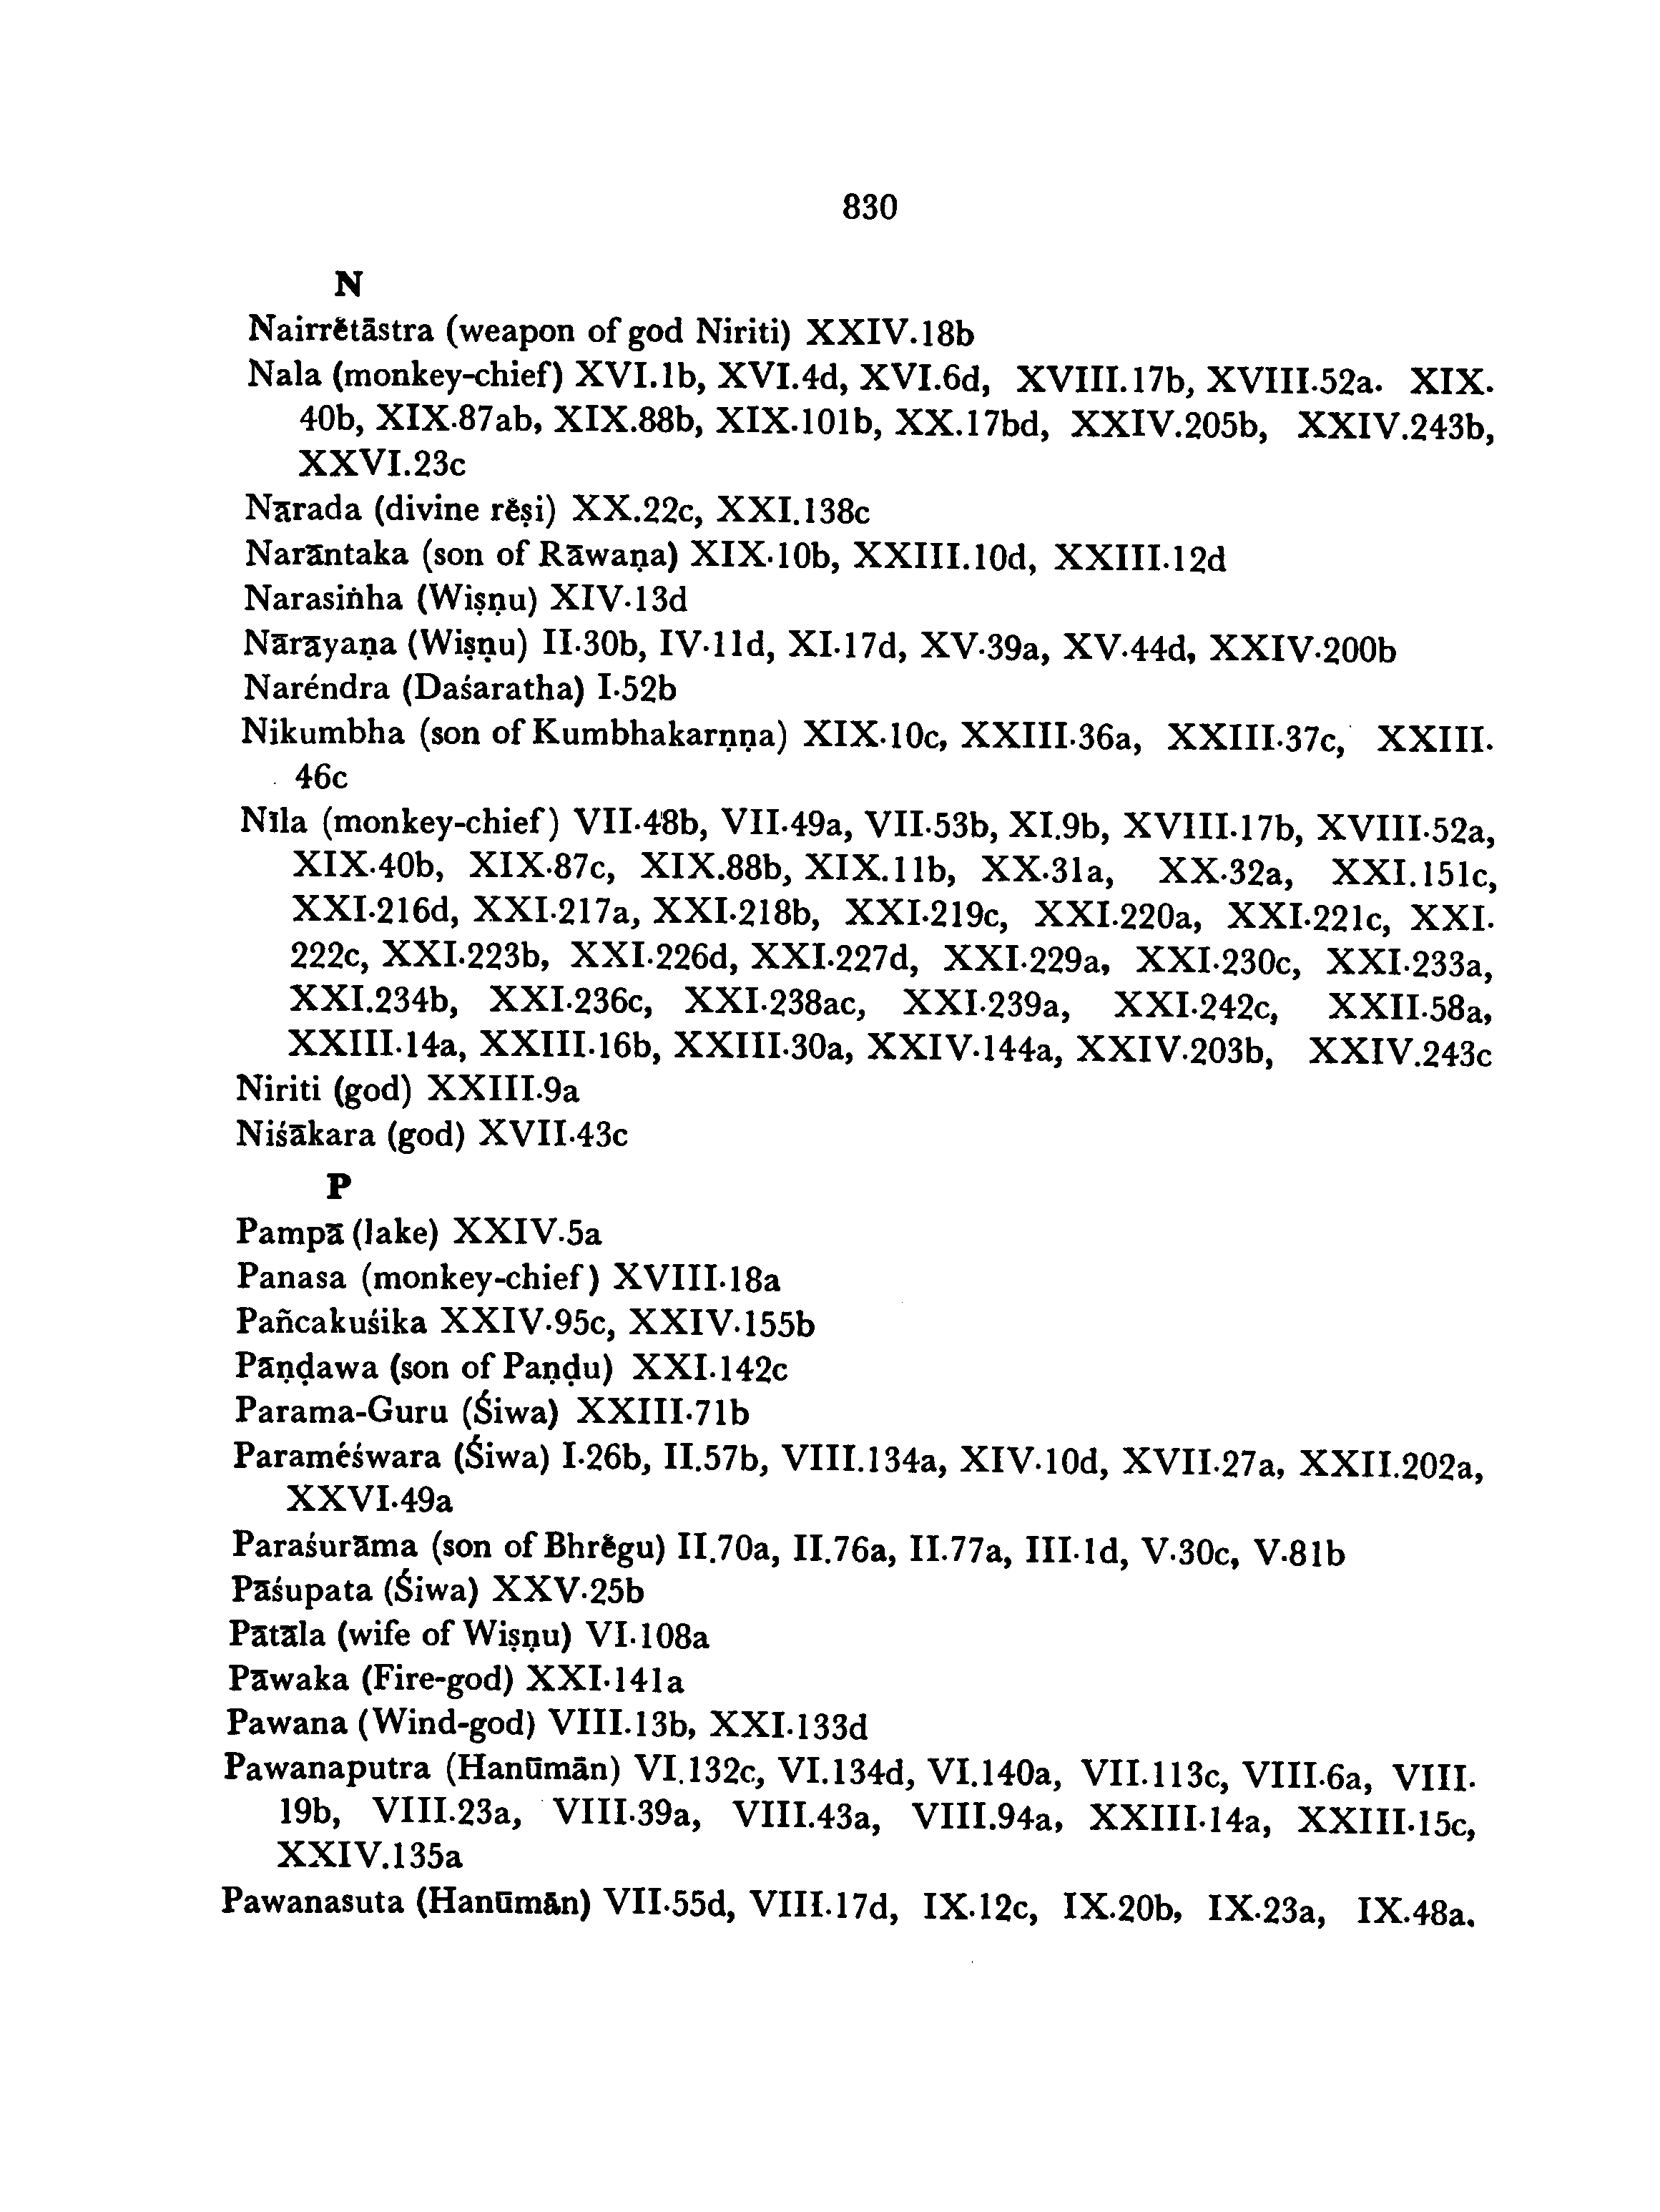 830
N
Nairrĕtāstra (weapon of god Niriti) XXIV.18b
Nala (monkey-chief) XVI.1b, XVI.4d, XVI.6d, XVIII.17b, XVIII.52a. XIX.
40b, XIX.87ab, XIX.88b, XIX.101b, XX.17bd, XXIV.205b, XXIV.243b,
XXVI.23c
Nārada (divine rĕṣi) XX.22c, XXI.138c
Narāntaka (son of Rāwaṇa) XIX.10b, XXIII.10d, XXIII.12d
Narasiṅha (Wiṣṇu) XIV.13d
Nārāyaṇa (Wiṣṇu) II.30b, IV.11d, XI.17d, XV.39a, XV.44d, XXIV.200b
Naréndra (Daśaratha) I.52b
Nikumbha (son of Kumbhakarṇṇa) XIX.10c, XXIII.36a, XXIII.37c, XXIII.
46c
Nīla (monkey-chief) VII.48b, VII.49a, VII.53b, XI.9b, XVIII.17b, XVIII.52a,
XIX.40b, XIX.87c, XIX.88b, XIX.11b, XX.31a, XX.32a, XXI.151c,
XXI.216d, XXI.217a, XXI.218b, XXI.219c, XXI.220a, XXI.221c, XXI.
222c, XXI.223b, XXI.226d, XXI.227d, XXI.229a, XXI.230c, XXI.233a,
XXI.234b, XXI.236c, XXI.238ac, XXI.239a, XXI.242c, XXII.58a,
XXIII.14a, XXIII.16b, XXIII.30a, XXIV.144a, XXIV.203b, XXIV.243c
Niriti (god) XXIII.9a
Niśākara (god) XVII.43c
P
Pampā (lake) XXIV.5a
Panasa (monkey-chief) XVIII.18a
Pañcakuśika XXIV.95c, XXIV.155b
Pāṇḍawa (son of Paṇḍu) XXI.142c
Parama-Guru (Śiwa) XXIII.71b
Paraméśwara (Śiwa) I.26b, II.57b, VIII.134a, XIV.10d, XVII.27a, XXII.202a,
XXVI.49a
Paraśurāma (son of Bhrĕgu) II.70a, II.76a, II.77a, III.1d, V.30c, V.81b
Pāśupata (Śiwa) XXV.25b
Pātāla (wife of Wiṣṇu) VI.108a
Pāwaka (Fire-god) XXI.141a
Pawana (Wind-god) VIII.13b, XXI.133d
Pawanaputra (Hanūmān) VI.132c, VI.134d, VI.140a, VII.113c, VIII.6a, VIII.
19b, VIII.23a, VIII.39a, VIII.43a, VIII.94a, XXIII.14a, XXIII.15c,
XXIV.135a
Pawanasuta (Hanūmān) VII.55d, VIII.17d, IX.12c, IX.20b, IX.23a, IX.48a.